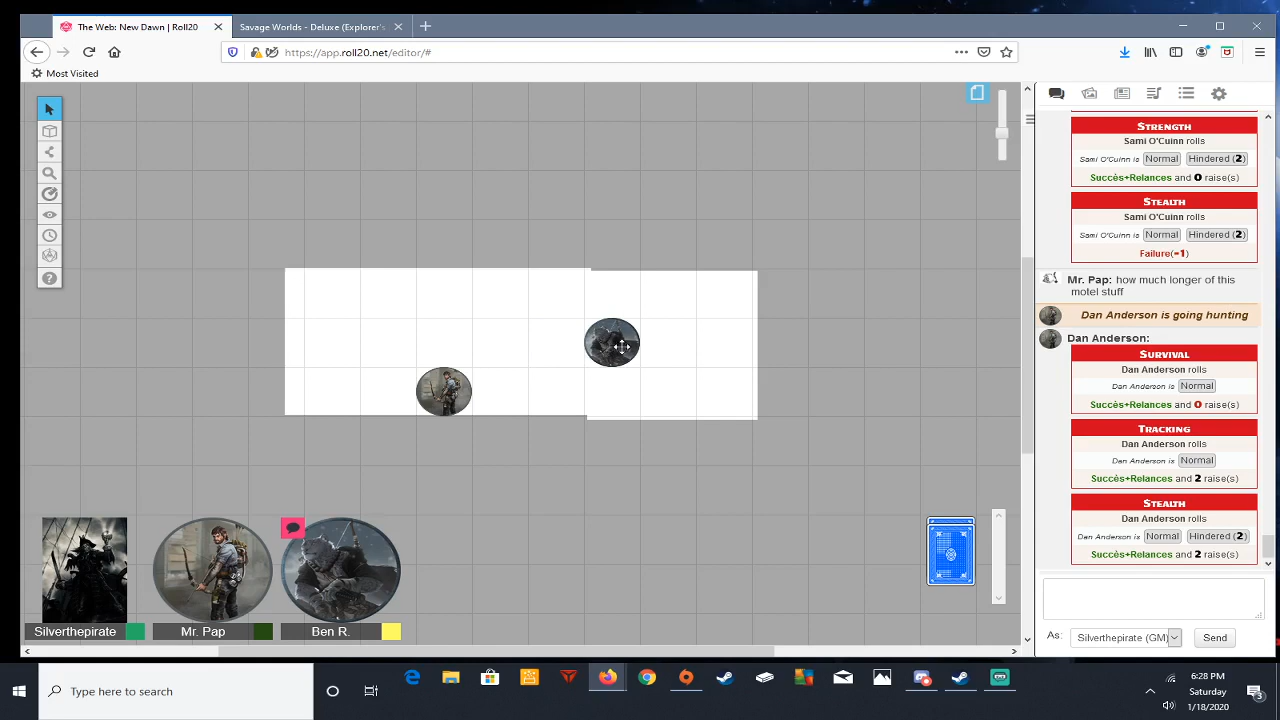 The Web: New Dawn | Roll20
Savage Worlds - Deluxe (Explorer's
https://app.roll20.net/editor/#
Most Visited
STRENGTH
Sami O'Cuinn rolls
Sami O'Cuinn is Normal Hindered (2)
Succès+Relances and 0 raise(s)
STEALTH
Sami O'Cuinn rolls
Sami O'Cuinn is Normal Hindered (2)
Failure(=1)
Mr. Pap: how much longer of this
motel stuff
Dan Anderson is going hunting
Dan Anderson:
SURVIVAL
Dan Anderson rolls
Dan Anderson is Normal
Succès+Relances and 0 raise(s)
TRACKING
Dan Anderson rolls
Dan Anderson is Normal
Succès+Relances and 2 raise(s)
STEALTH
Dan Anderson rolls
Dan Anderson is Normal Hindered (2)
Succès+Relances and 2 raise(s)
Silverthepirate
Mr. Pap
Ben R.
As: Silverthepirate (GM) Send
Type here to search
6:28 PM
Saturday
1/18/2020
3